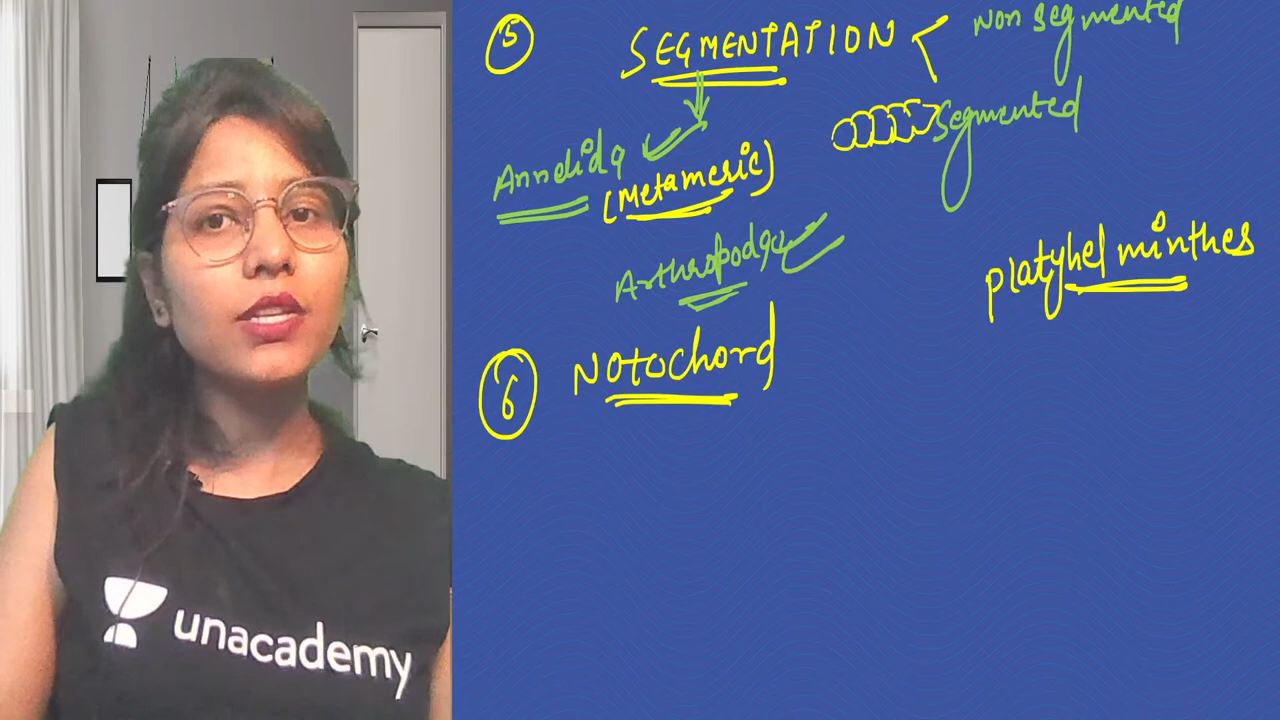 5 SEGMENTATION
Non segmented
Segmented
Annelida
(Metameric)
Arthropoda
Platyhelminthes
6 Notochord
unacademy